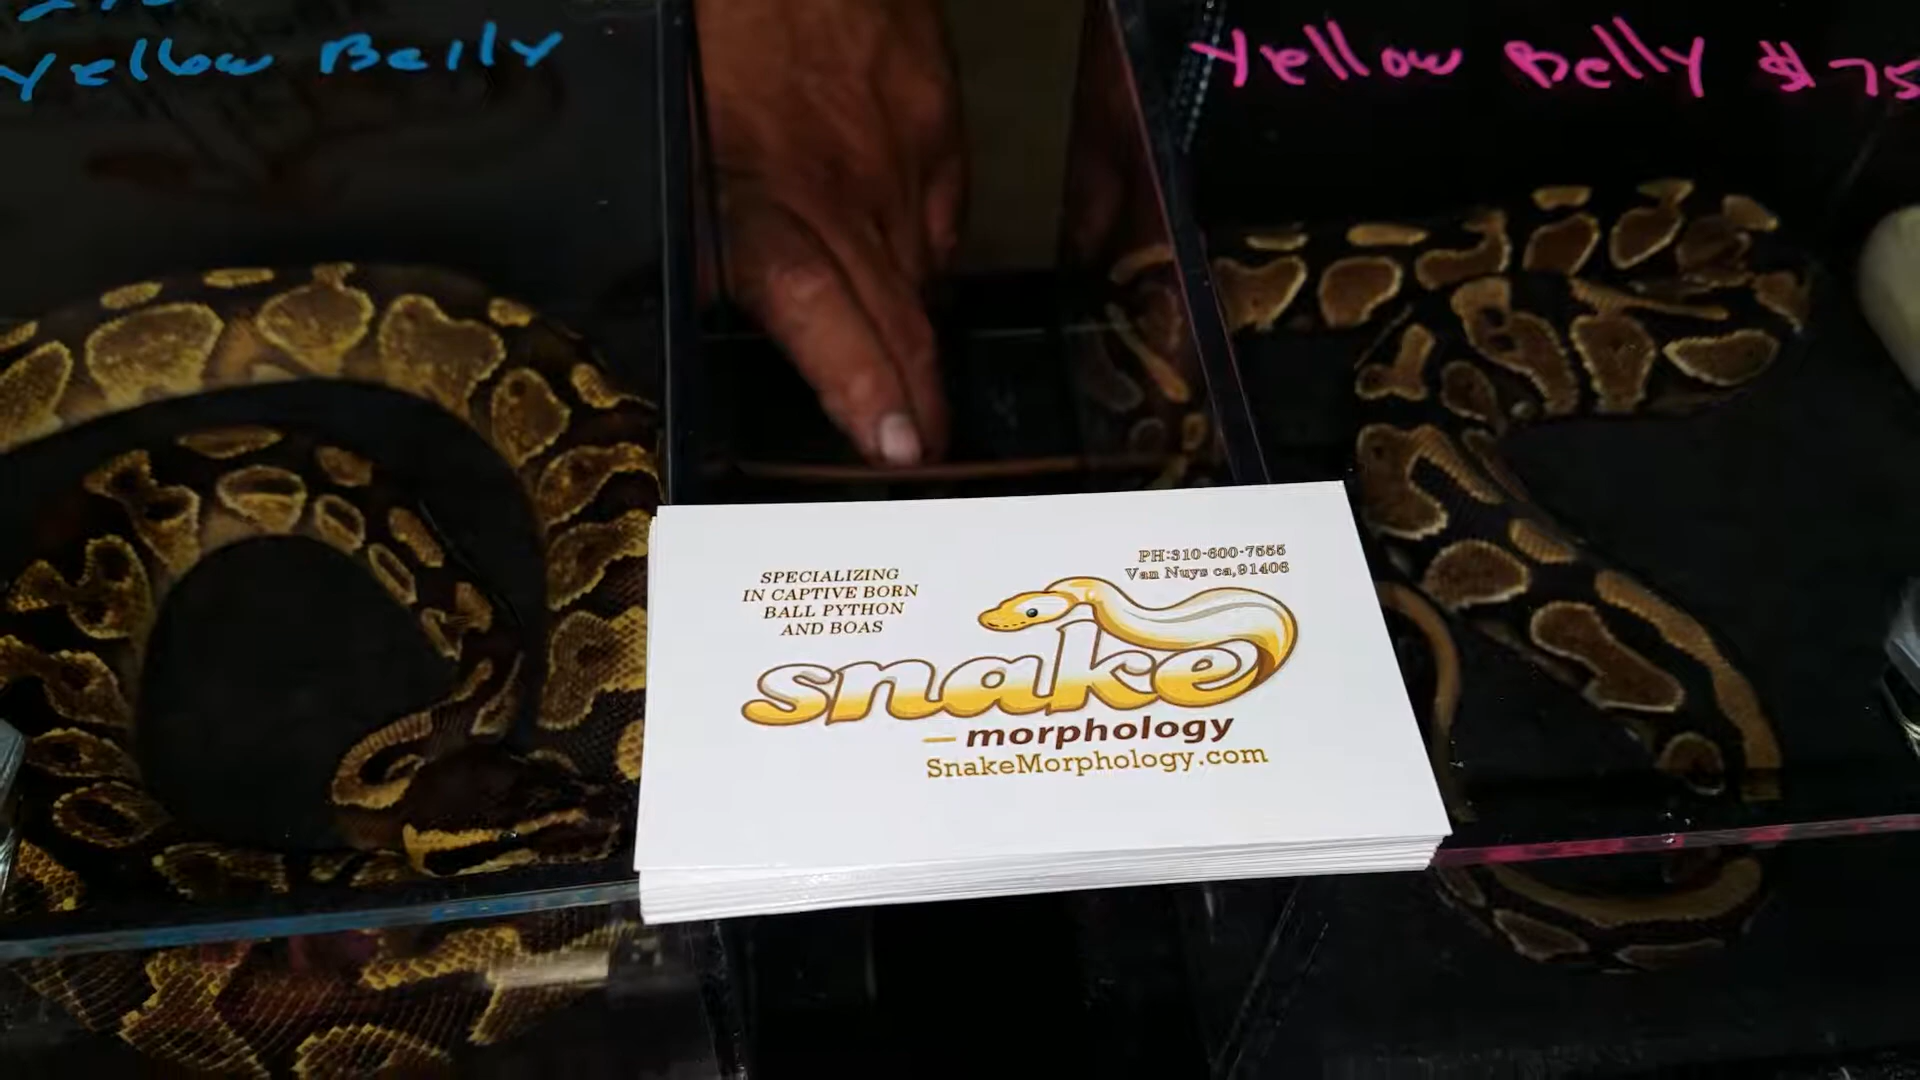 Yellow Belly
Yellow Belly $75
SPECIALIZING
IN CAPTIVE BORN
BALL PYTHON
AND BOAS
PH:310-600-7555
Van Nuys ca,91406
snake
morphology
SnakeMorphology.com